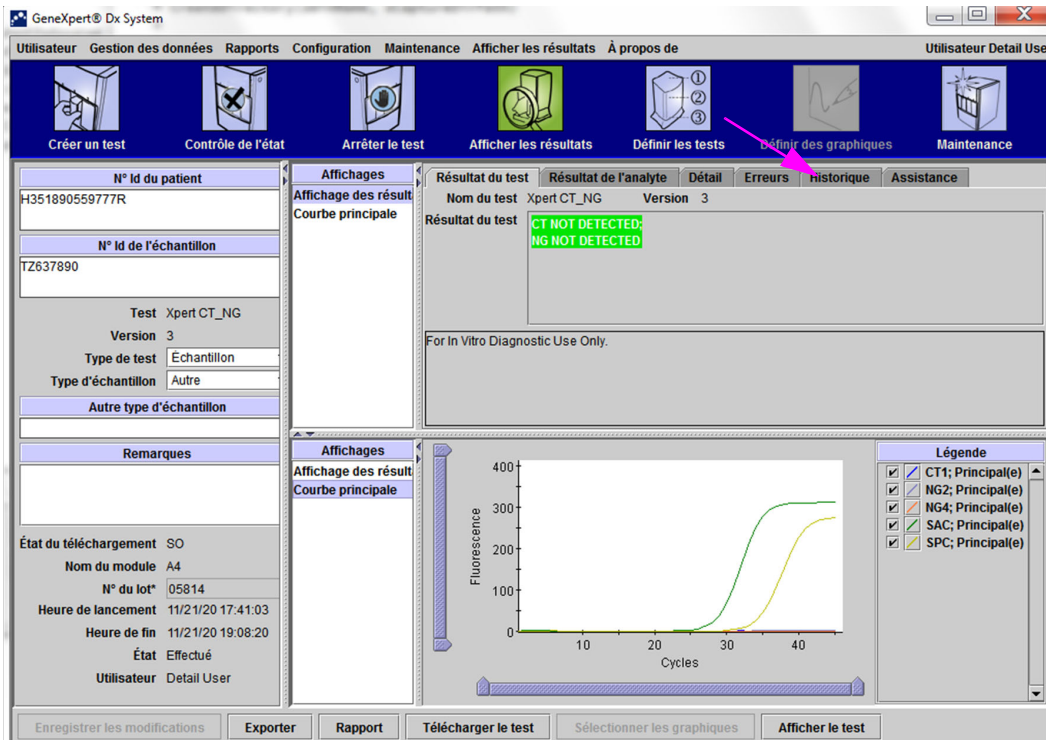 GeneXpert® Dx System
Utilisateur Gestion des données Rapports Configuration Maintenance Afficher les résultats À propos de Utilisateur Detail Use
① ② ③
Créer un test Contrôle de l'état Arrêter le test Afficher les résultats Définir les tests Définir des graphiques Maintenance
N° Id du patient
H351890559777R
N° Id de l'échantillon
TZ637890
Test Xpert CT_NG
Version 3
Type de test Échantillon
Type d'échantillon Autre
Autre type d'échantillon
Remarques
État du téléchargement SO
Nom du module A4
N° du lot* 05814
Heure de lancement 11/21/20 17:41:03
Heure de fin 11/21/20 19:08:20
État Effectué
Utilisateur Detail User
Affichages
Affichage des résult
Courbe principale
Résultat du test Résultat de l'analyte Détail Erreurs Historique Assistance
Nom du test Xpert CT_NG Version 3
Résultat du test CT NOT DETECTED;
NG NOT DETECTED
For In Vitro Diagnostic Use Only.
Affichages
Affichage des résult
Courbe principale
400
300
200
100
0
Fluorescence
10 20 30 40
Cycles
Légende
CT1; Principal(e)
NG2; Principal(e)
NG4; Principal(e)
SAC; Principal(e)
SPC; Principal(e)
Enregistrer les modifications Exporter Rapport Télécharger le test Sélectionner les graphiques Afficher le test